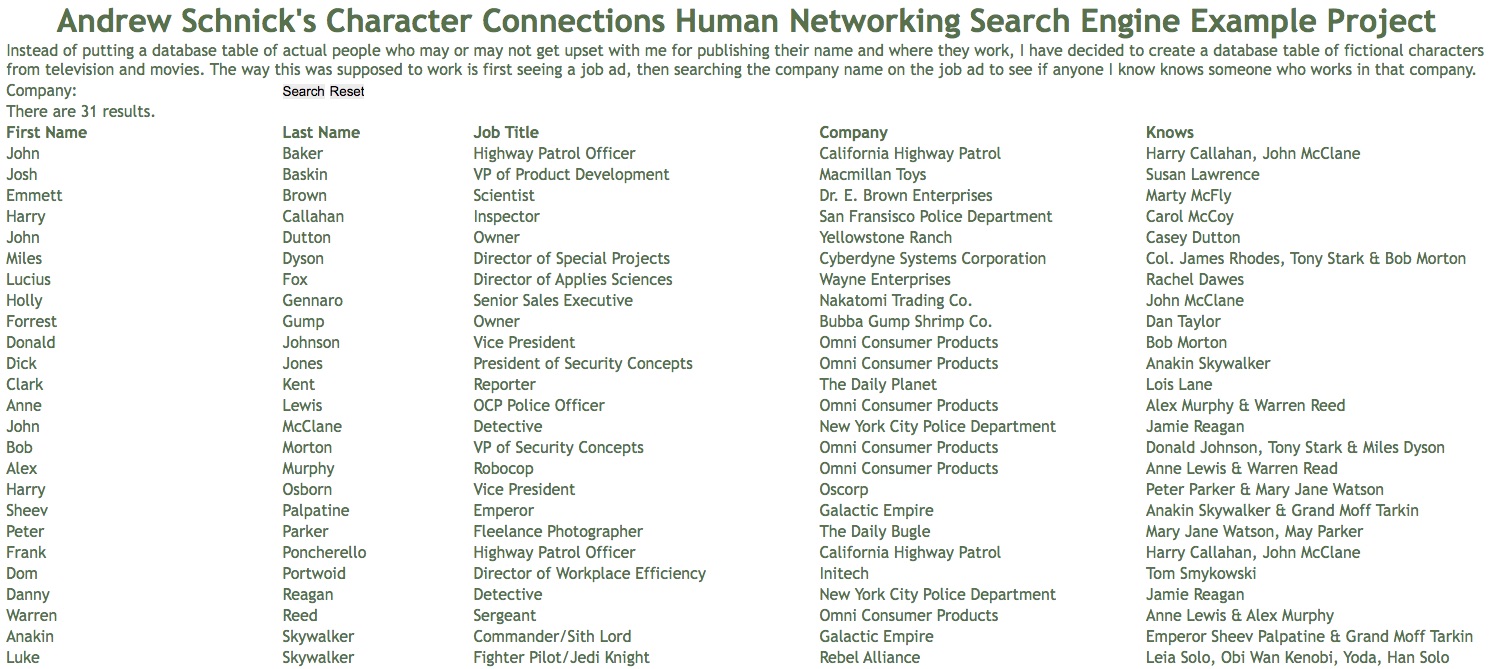 Andrew Schnick's Character Connections Human Networking Search Engine Example Project
Instead of putting a database table of actual people who may or may not get upset with me for publishing their name and where they work, I have decided to create a database table of fictional characters
from television and movies. The way this was supposed to work is first seeing a job ad, then searching the company name on the job ad to see if anyone I know knows someone who works in that company.
Company: Search Reset
There are 31 results.
First Name Last Name Job Title Company Knows
John Baker Highway Patrol Officer California Highway Patrol Harry Callahan, John McClane
Josh Baskin VP of Product Development Macmillan Toys Susan Lawrence
Emmett Brown Scientist Dr. E. Brown Enterprises Marty McFly
Harry Callahan Inspector San Fransisco Police Department Carol McCoy
John Dutton Owner Yellowstone Ranch Casey Dutton
Miles Dyson Director of Special Projects Cyberdyne Systems Corporation Col. James Rhodes, Tony Stark & Bob Morton
Lucius Fox Director of Applies Sciences Wayne Enterprises Rachel Dawes
Holly Gennaro Senior Sales Executive Nakatomi Trading Co. John McClane
Forrest Gump Owner Bubba Gump Shrimp Co. Dan Taylor
Donald Johnson Vice President Omni Consumer Products Bob Morton
Dick Jones President of Security Concepts Omni Consumer Products Anakin Skywalker
Clark Kent Reporter The Daily Planet Lois Lane
Anne Lewis OCP Police Officer Omni Consumer Products Alex Murphy & Warren Reed
John McClane Detective New York City Police Department Jamie Reagan
Bob Morton VP of Security Concepts Omni Consumer Products Donald Johnson, Tony Stark & Miles Dyson
Alex Murphy Robocop Omni Consumer Products Anne Lewis & Warren Read
Harry Osborn Vice President Oscorp Peter Parker & Mary Jane Watson
Sheev Palpatine Emperor Galactic Empire Anakin Skywalker & Grand Moff Tarkin
Peter Parker Fleelance Photographer The Daily Bugle Mary Jane Watson, May Parker
Frank Poncherello Highway Patrol Officer California Highway Patrol Harry Callahan, John McClane
Dom Portwoid Director of Workplace Efficiency Initech Tom Smykowski
Danny Reagan Detective New York City Police Department Jamie Reagan
Warren Reed Sergeant Omni Consumer Products Anne Lewis & Alex Murphy
Anakin Skywalker Commander/Sith Lord Galactic Empire Emperor Sheev Palpatine & Grand Moff Tarkin
Luke Skywalker Fighter Pilot/Jedi Knight Rebel Alliance Leia Solo, Obi Wan Kenobi, Yoda, Han Solo